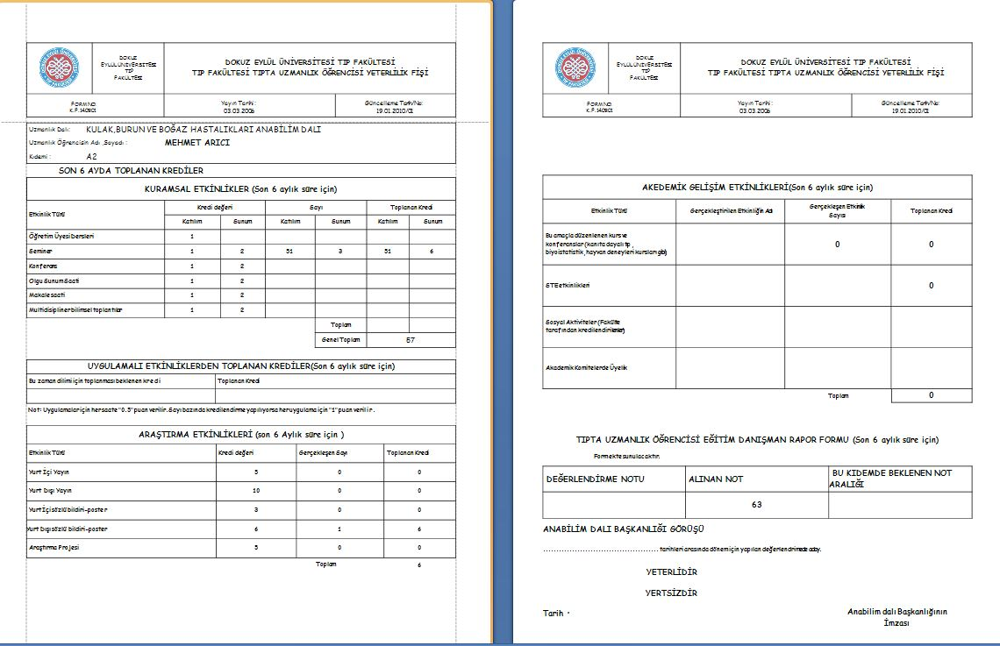 DOKUZ
EYLÜL ÜNİVERSİTESİ
TIP
FAKÜLTESİ
DOKUZ EYLÜL ÜNİVERSİTESİ TIP FAKÜLTESİ
TIP FAKÜLTESİ TIPTA UZMANLIK ÖĞRENCİSİ YETERLİLİK FİŞİ
FORM NO:
K.F.140R01
Yayın Tarihi:
03.03.2006
Güncelleme Tarih/No:
19.01.2010/01
Uzmanlık Dalı: KULAK,BURUN VE BOĞAZ HASTALIKLARI ANABİLİM DALI
Uzmanlık Öğrencisin Adı ,Soyadı : MEHMET ARICI
Kıdemi : A2
SON 6 AYDA TOPLANAN KREDİLER
KURAMSAL ETKİNLİKLER (Son 6 aylık süre için)
Etkinlik Türü Kredi değeri Sayı Toplanan Kredi
Katılım Sunum Katılım Sunum Katılım Sunum
Öğretim Üyesi Dersleri 1
Seminer 1 2 51 3 51 6
Konferans 1 2
Olgu Sunum Saati 1 2
Makale saati 1 2
Multidisipliner bilimsel toplantılar 1 2
Toplam
Genel Toplam 57
UYGULAMALI ETKİNLİKLERDEN TOPLANAN KREDİLER(Son 6 aylık süre için)
Bu zaman dilimi için toplanması beklenen kredi Toplanan Kredi
Not: Uygulamalar için her saate "0.5" puan verilir. Sayı bazında kredilendirme yapılıyorsa her uygulama için "1" puan verilir.
ARAŞTIRMA ETKİNLİKLERİ (son 6 Aylık süre için )
Etkinlik Türü Kredi değeri Gerçekleşen Sayı Toplanan Kredi
Yurt İçi Yayın 5 0 0
Yurt Dışı Yayın 10 0 0
Yurt İçi sözlü bildiri-poster 3 0 0
Yurt Dışı sözlü bildiri-poster 6 1 6
Araştırma Projesi 5 0 0
Toplam 6
DOKUZ
EYLÜL ÜNİVERSİTESİ
TIP
FAKÜLTESİ
DOKUZ EYLÜL ÜNİVERSİTESİ TIP FAKÜLTESİ
TIP FAKÜLTESİ TIPTA UZMANLIK ÖĞRENCİSİ YETERLİLİK FİŞİ
FORM NO:
K.F.140R01
Yayın Tarihi:
03.03.2006
Güncelleme Tarih/No:
19.01.2010/01
AKEDEMİK GELİŞİM ETKİNLİKLERİ(Son 6 aylık süre için)
Etkinlik Türü Gerçekleştirilen Etkinliğin Adı Gerçekleşen Etkinlik Sayısı Toplanan Kredi
Bu amaçla düzenlenen kurs ve
konferanslar (kanıta dayalı tıp ,
biyoistatistik, hayvan deneyleri kursları gibi) 0 0
STE etkinlikleri 0
Sosyal Aktiviteler (Fakülte
tarafından kredilendirilenler)
Akademik Komitelerde Üyelik
Toplam 0
TIPTA UZMANLIK ÖĞRENCİSİ EĞİTİM DANIŞMAN RAPOR FORMU (Son 6 aylık süre için)
Form ekte sunulacaktır.
DEĞERLENDİRME NOTU ALINAN NOT BU KIDEMDE BEKLENEN NOT ARALIĞI
63
ANABİLİM DALI BAŞKANLIĞI GÖRÜŞÜ
............................................ tarihleri arasında dönem için yapılan değerlendirmede aday,
YETERLİDİR
YERTSİZDİR
Tarih :
Anabilim dalı Başkanlığının
İmzası